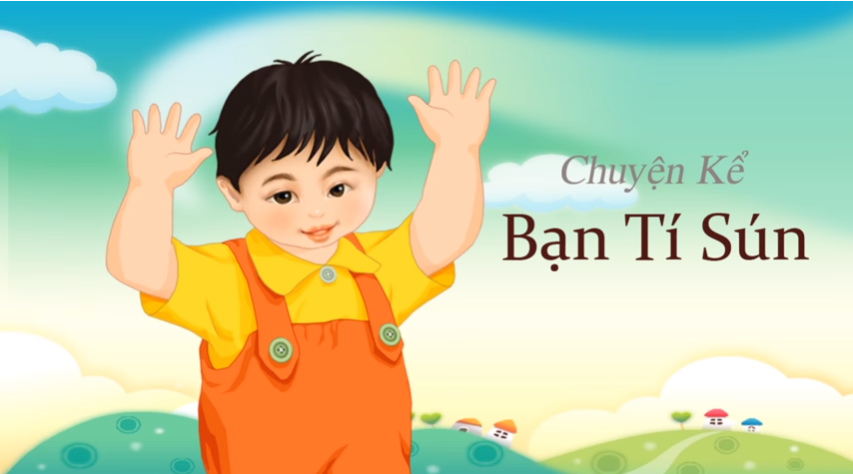 Chuyện Kể
Bạn Tí Sún